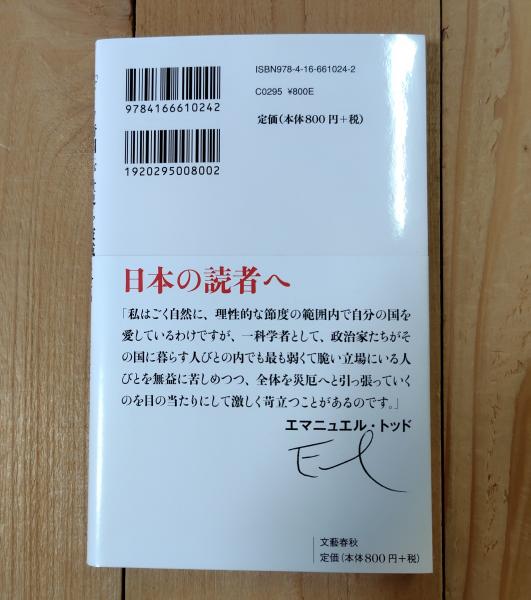 ISBN978-4-16-661024-2
9784166610242
C0295 ¥800E
定価(本体800円+税)
1920295008002
日本の読者へ
「私はごく自然に、理性的な節度の範囲内で自分の国を
愛しているわけですが、一科学者として、政治家たちがそ
の国に暮らす人びとの内でも最も弱くて脆い立場にいる人
びとを無益に苦しめつつ、全体を災厄へと引っ張っていく
のを目の当たりにして激しく苛立つことがあるのです。」
エマニュエル・トッド
文藝春秋
定価(本体800円+税)